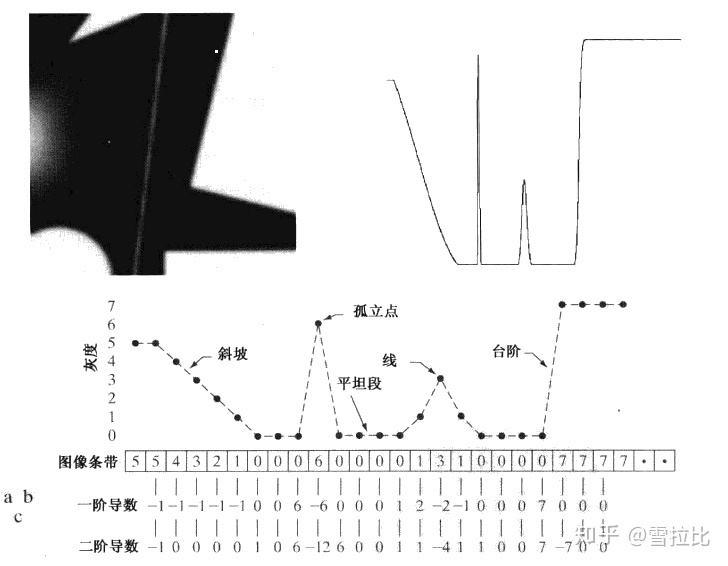 7
6
5
4
3
2
1
0
灰度
孤立点
斜坡
线
台阶
平坦段
图像条带 5 5 4 3 2 1 0 0 0 6 0 0 0 0 1 3 1 0 0 0 0 7 7 7 7 • •
a b
c
一阶导数 −1 −1 −1 −1 −1 0 0 6 −6 0 0 0 1 2 −2 −1 0 0 0 7 0 0 0
二阶导数 −1 0 0 0 0 1 0 6 −12 6 0 0 1 1 −4 1 1 0 0 7 −7 0 0
知乎 @雪拉比